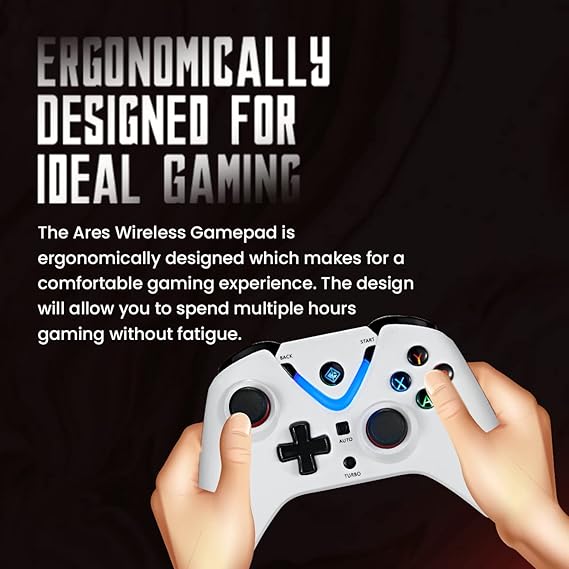 ERGONOMICALLY
DESIGNED FOR
IDEAL GAMING
The Ares Wireless Gamepad is
ergonomically designed which makes for a
comfortable gaming experience. The design
will allow you to spend multiple hours
gaming without fatigue.
START
BACK
Y
X
A
AUTO
TURBO